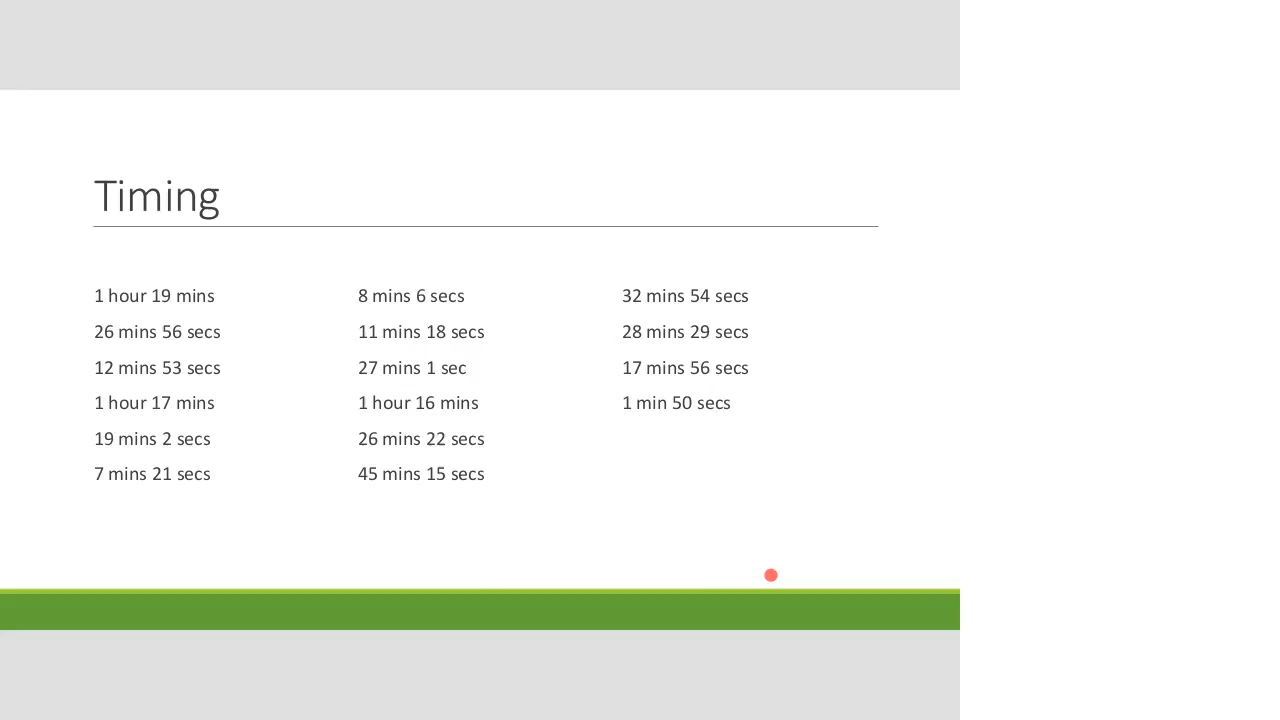 Timing
1 hour 19 mins
26 mins 56 secs
12 mins 53 secs
1 hour 17 mins
19 mins 2 secs
7 mins 21 secs
8 mins 6 secs
11 mins 18 secs
27 mins 1 sec
1 hour 16 mins
26 mins 22 secs
45 mins 15 secs
32 mins 54 secs
28 mins 29 secs
17 mins 56 secs
1 min 50 secs